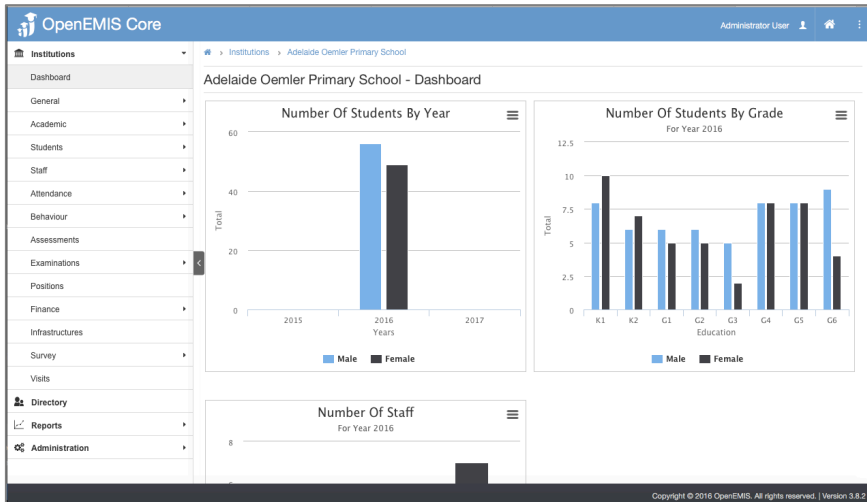 OpenEMIS Core
Administrator User
Institutions
Dashboard
General
Academic
Students
Staff
Attendance
Behaviour
Assessments
Examinations
Positions
Finance
Infrastructures
Survey
Visits
Directory
Reports
Administration
Institutions › Adelaide Oemler Primary School
Adelaide Oemler Primary School - Dashboard
Number Of Students By Year
60
40
20
0
Total
2015 2016 2017
Years
Male Female
Number Of Students By Grade
For Year 2016
12.5
10
7.5
5
2.5
0
Total
K1 K2 G1 G2 G3 G4 G5 G6
Education
Male Female
Number Of Staff
For Year 2016
8
Copyright © 2016 OpenEMIS. All rights reserved. | Version 3.8.2